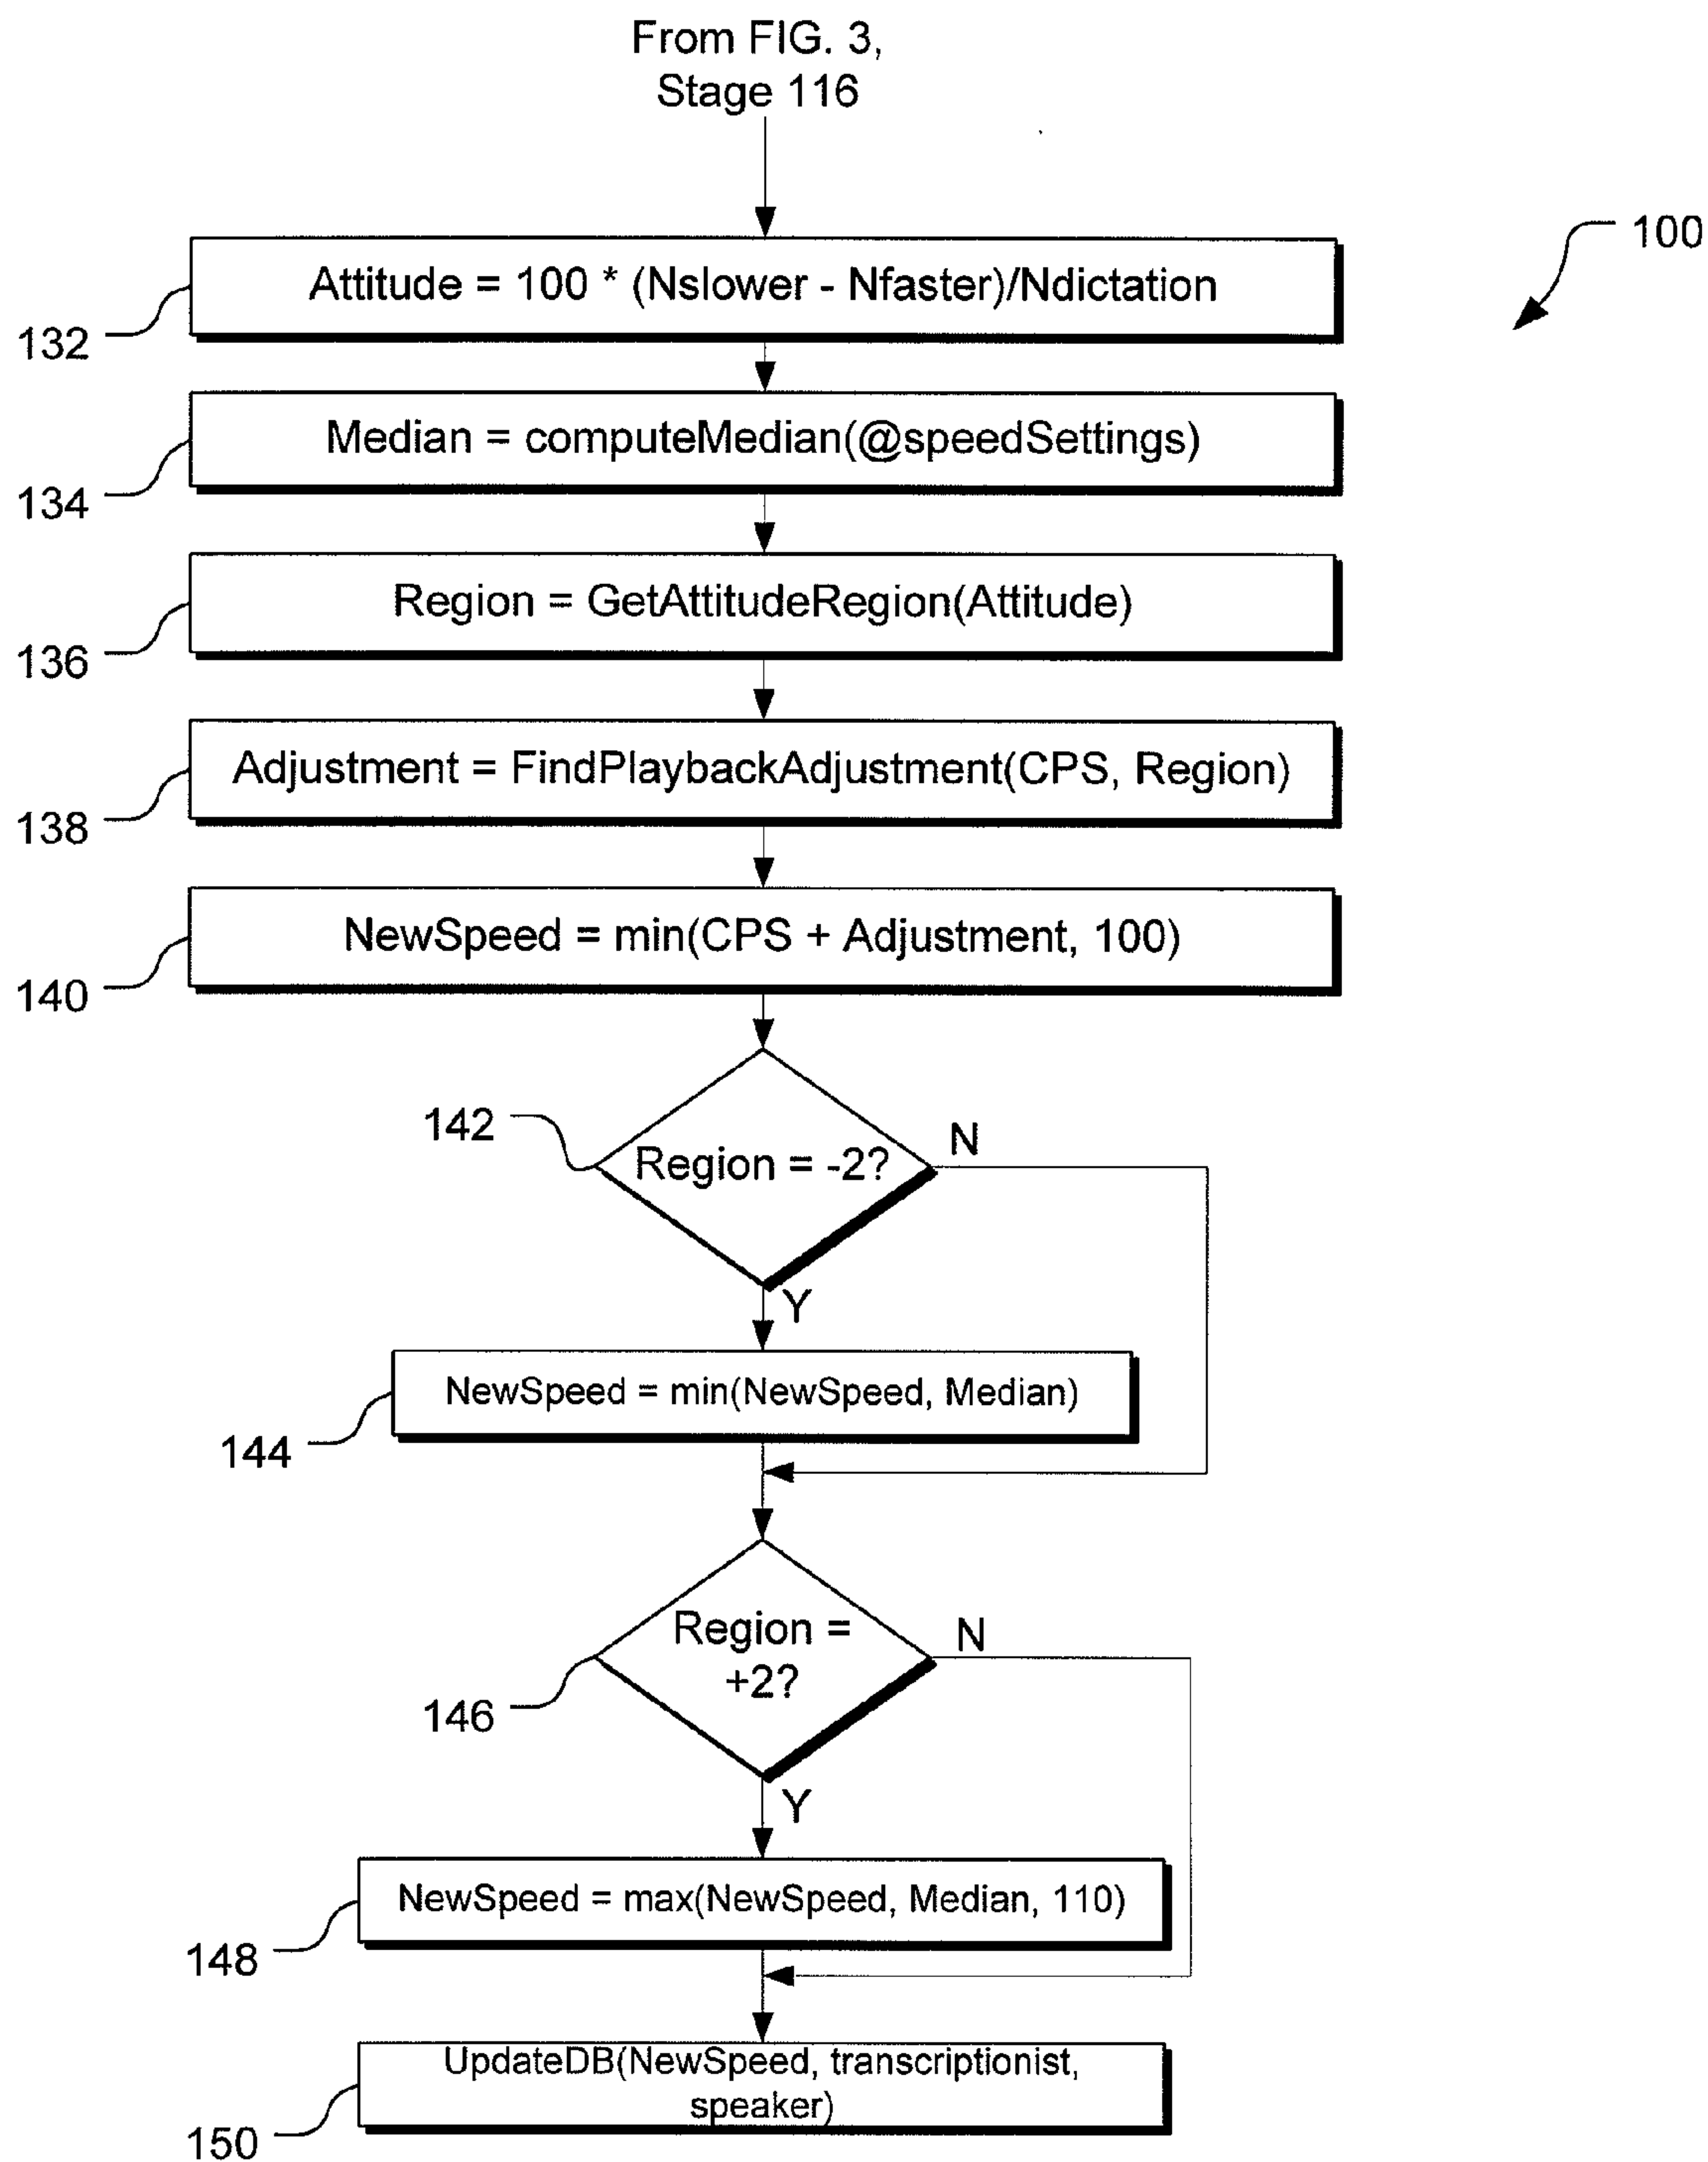 From FIG. 3,
Stage 116
100
Attitude = 100 * (Nslower - Nfaster)/Ndictation
132
Median = computeMedian(@speedSettings)
134
Region = GetAttitudeRegion(Attitude)
136
Adjustment = FindPlaybackAdjustment(CPS, Region)
138
NewSpeed = min(CPS + Adjustment, 100)
140
142
Region = -2?
N
Y
NewSpeed = min(NewSpeed, Median)
144
Region =
+2?
N
146
Y
NewSpeed = max(NewSpeed, Median, 110)
148
UpdateDB(NewSpeed, transcriptionist,
speaker)
150